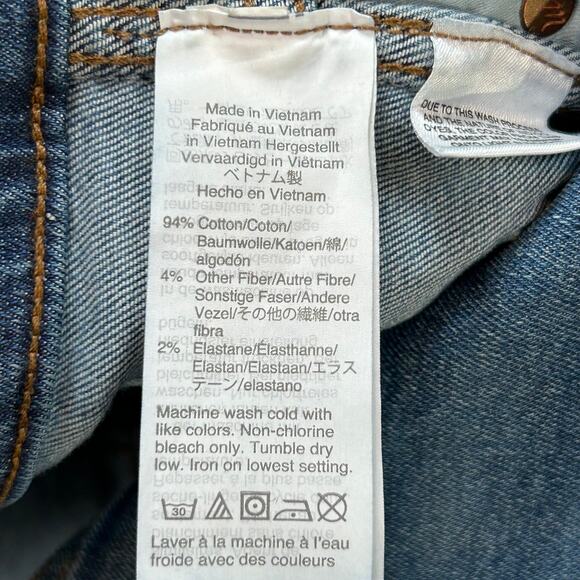 Made in Vietnam
Fabriqué au Vietnam
in Vietnam Hergestellt
Vervaardigd in Viëtnam
ベトナム製
Hecho en Vietnam
94% Cotton/Coton/
Baumwolle/Katoen/綿/
algodón
4% Other Fiber/Autre Fibre/
Sonstige Faser/Andere
Vezel/その他の繊維/otra
fibra
2% Elastane/Élasthanne/
Elastan/Elastaan/エラス
テーン/elastano
Machine wash cold with
like colors. Non-chlorine
bleach only. Tumble dry
low. Iron on lowest setting.
30
Laver à la machine à l'eau
froide avec des couleurs
DUE TO THIS WASH
AND THE
DYES, THE